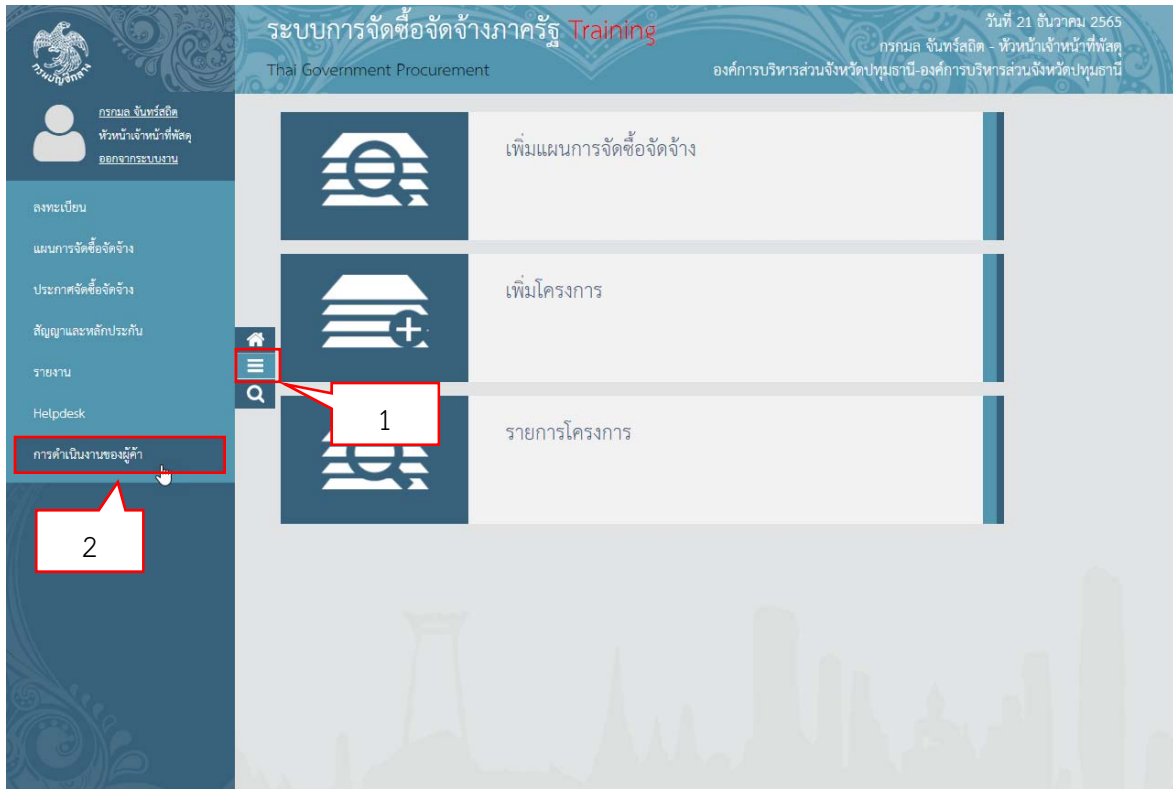 ระบบการจัดซื้อจัดจ้างภาครัฐ Training
Thai Government Procurement
วันที่ 21 ธันวาคม 2565
กรกมล จันทร์สถิต - หัวหน้าเจ้าหน้าที่พัสดุ
องค์การบริหารส่วนจังหวัดปทุมธานี-องค์การบริหารส่วนจังหวัดปทุมธานี
กรมบัญชีกลาง
กรกมล จันทร์สถิต
หัวหน้าเจ้าหน้าที่พัสดุ
ออกจากระบบงาน
ลงทะเบียน
แผนการจัดซื้อจัดจ้าง
ประกาศจัดซื้อจัดจ้าง
สัญญาและหลักประกัน
รายงาน
Helpdesk
การดำเนินงานของผู้ค้า
2
1
เพิ่มแผนการจัดซื้อจัดจ้าง
เพิ่มโครงการ
รายการโครงการ